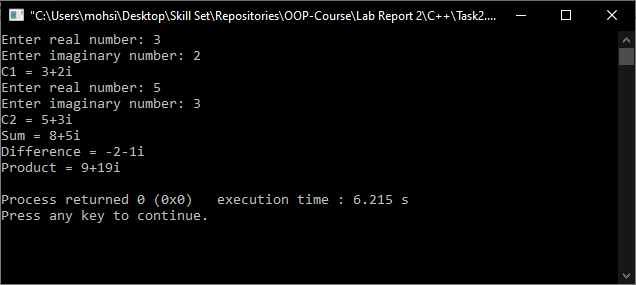 "C:\Users\mohsi\Desktop\Skill Set\Repositories\OOP-Course\Lab Report 2\C++\Task2....
Enter real number: 3
Enter imaginary number: 2
C1 = 3+2i
Enter real number: 5
Enter imaginary number: 3
C2 = 5+3i
Sum = 8+5i
Difference = -2-1i
Product = 9+19i
Process returned 0 (0x0)   execution time : 6.215 s
Press any key to continue.